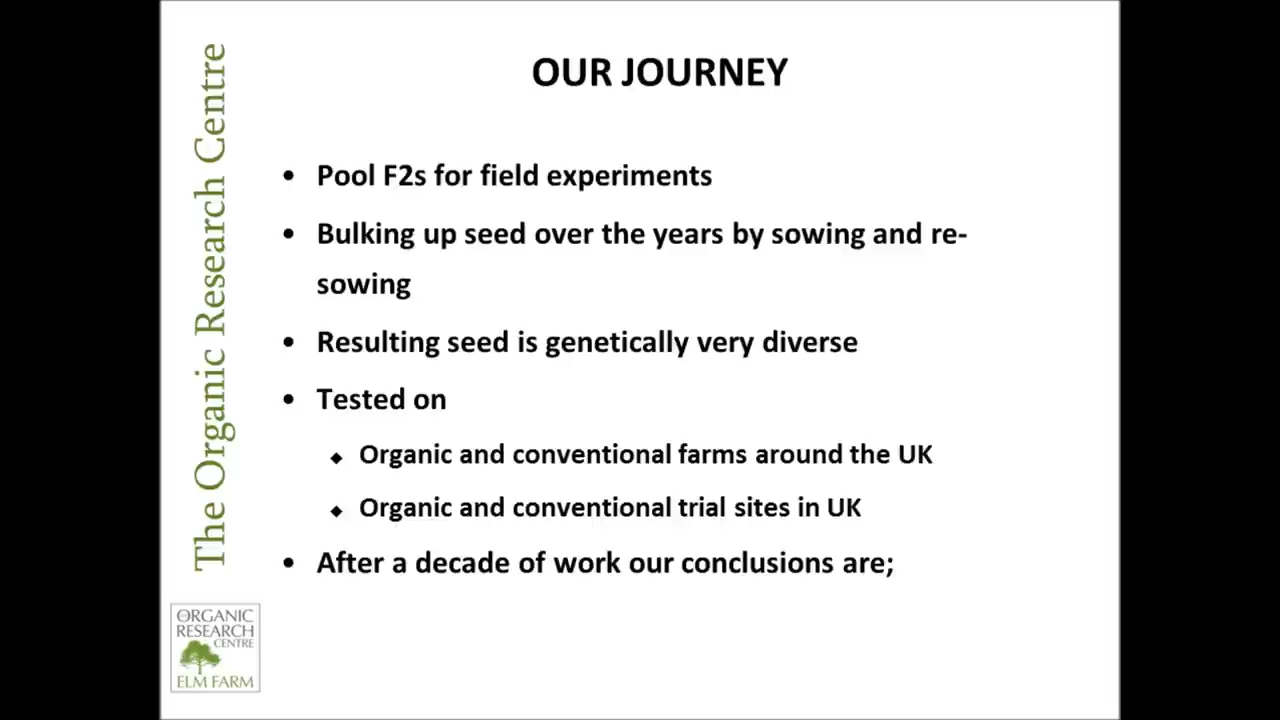 OUR JOURNEY
• Pool F2s for field experiments
• Bulking up seed over the years by sowing and re-
sowing
• Resulting seed is genetically very diverse
• Tested on
◆ Organic and conventional farms around the UK
◆ Organic and conventional trial sites in UK
• After a decade of work our conclusions are;
The Organic Research Centre
ORGANIC
RESEARCH
CENTRE
ELM FARM